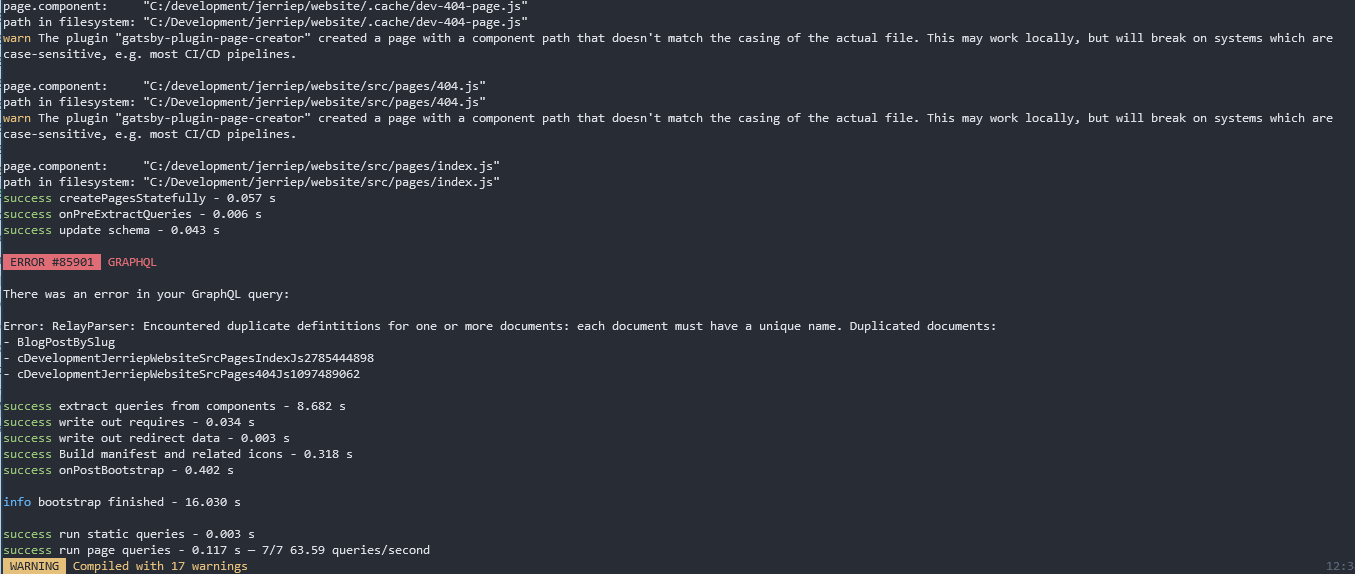 page.component:     "C:/development/jerriep/website/.cache/dev-404-page.js"
path in filesystem: "C:/Development/jerriep/website/.cache/dev-404-page.js"
warn The plugin "gatsby-plugin-page-creator" created a page with a component path that doesn't match the casing of the actual file. This may work locally, but will break on systems which are
case-sensitive, e.g. most CI/CD pipelines.

page.component:     "C:/development/jerriep/website/src/pages/404.js"
path in filesystem: "C:/Development/jerriep/website/src/pages/404.js"
warn The plugin "gatsby-plugin-page-creator" created a page with a component path that doesn't match the casing of the actual file. This may work locally, but will break on systems which are
case-sensitive, e.g. most CI/CD pipelines.

page.component:     "C:/development/jerriep/website/src/pages/index.js"
path in filesystem: "C:/Development/jerriep/website/src/pages/index.js"
success createPagesStatefully - 0.057 s
success onPreExtractQueries - 0.006 s
success update schema - 0.043 s

ERROR #85901 GRAPHQL

There was an error in your GraphQL query:

Error: RelayParser: Encountered duplicate defintitions for one or more documents: each document must have a unique name. Duplicated documents:
- BlogPostBySlug
- cDevelopmentJerriepWebsiteSrcPagesIndexJs2785444898
- cDevelopmentJerriepWebsiteSrcPages404Js1097489062

success extract queries from components - 8.682 s
success write out requires - 0.034 s
success write out redirect data - 0.003 s
success Build manifest and related icons - 0.318 s
success onPostBootstrap - 0.402 s

info bootstrap finished - 16.030 s

success run static queries - 0.003 s
success run page queries - 0.117 s — 7/7 63.59 queries/second
WARNING Compiled with 17 warnings 12:3